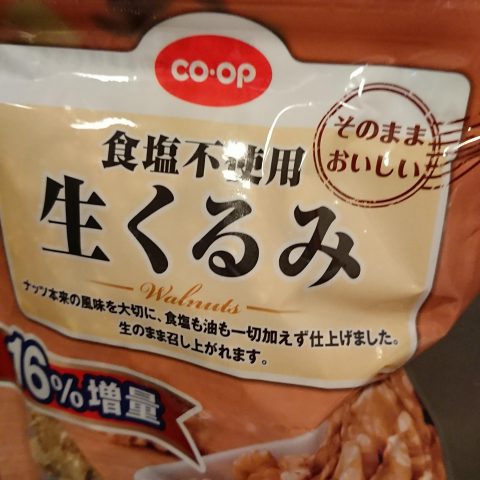 CO·OP
そのまま
おいしい
食塩不使用
生くるみ
Walnuts
ナッツ本来の風味を大切に、食塩も油も一切加えず仕上げました。
生のまま召し上がれます。
16%増量